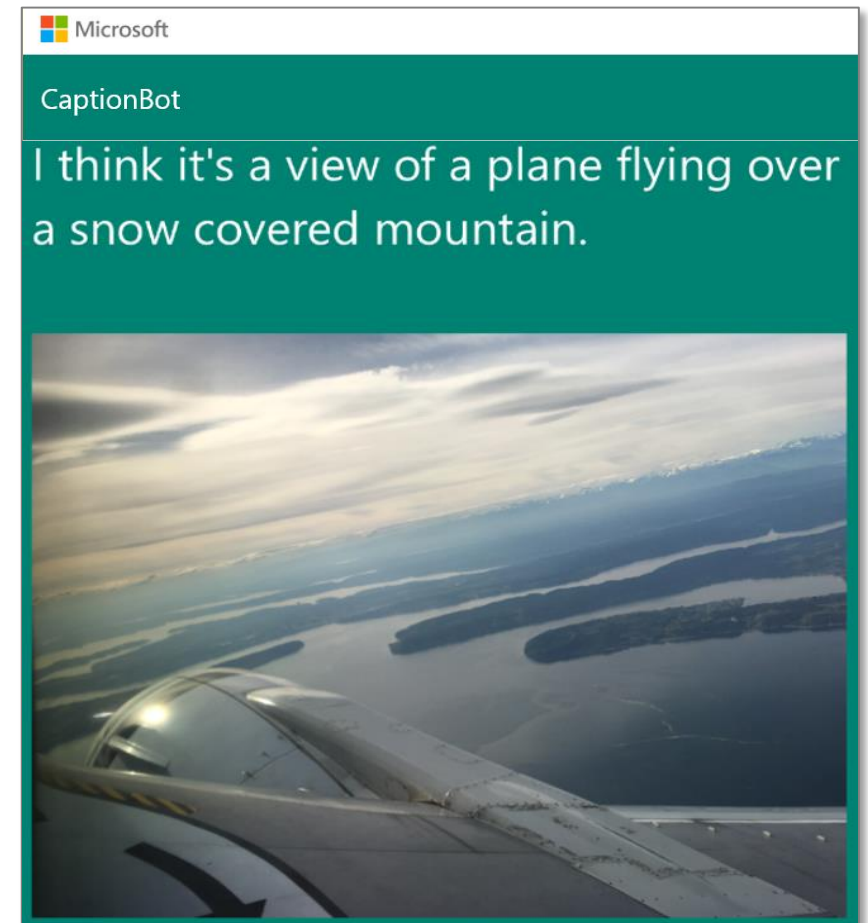 Microsoft
CaptionBot
I think it's a view of a plane flying over
a snow covered mountain.